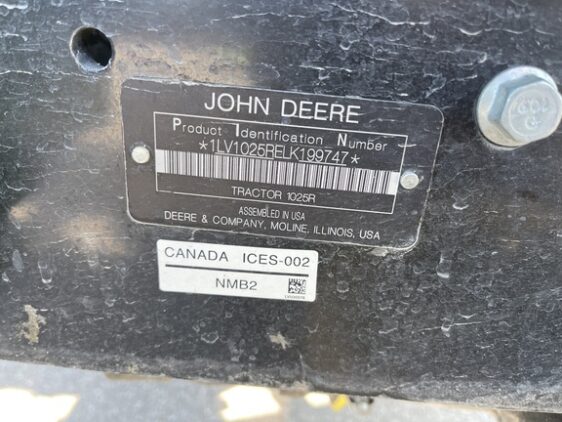 JOHN DEERE
Product Identification Number
*1LV1025RELK199747*
TRACTOR 1025R
ASSEMBLED IN USA
DEERE & COMPANY, MOLINE, ILLINOIS, USA
CANADA ICES-002
NMB2